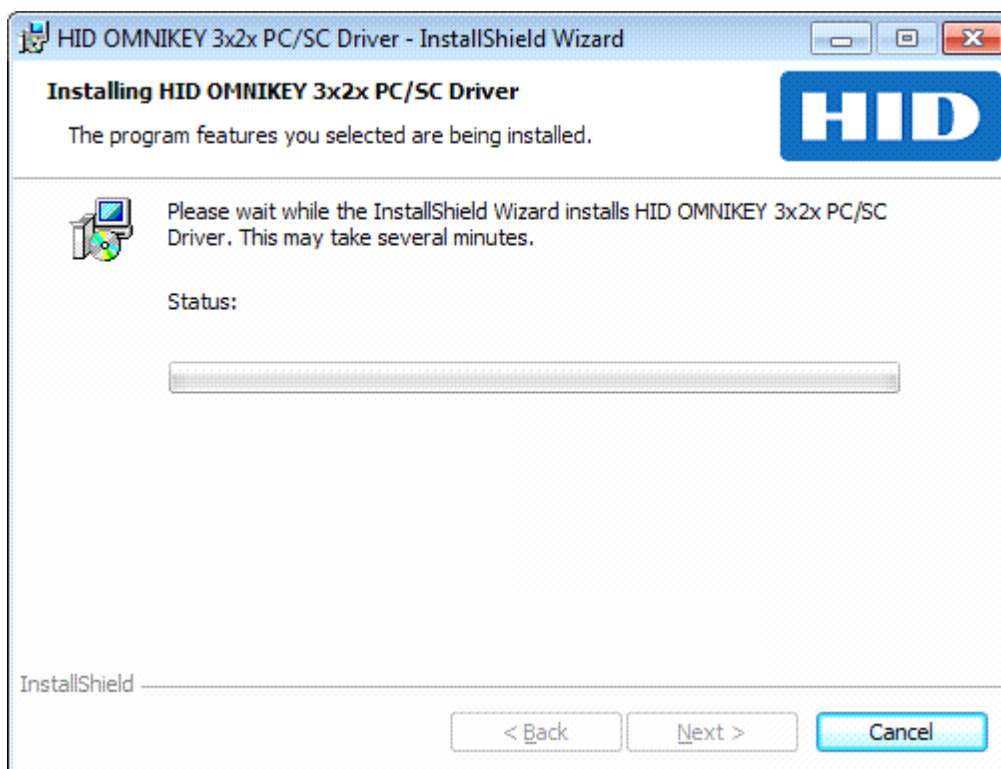 HID OMNIKEY 3x2x PC/SC Driver - InstallShield Wizard
Installing HID OMNIKEY 3x2x PC/SC Driver
The program features you selected are being installed.
HID
Please wait while the InstallShield Wizard installs HID OMNIKEY 3x2x PC/SC
Driver. This may take several minutes.
Status:
InstallShield
< Back
Next >
Cancel